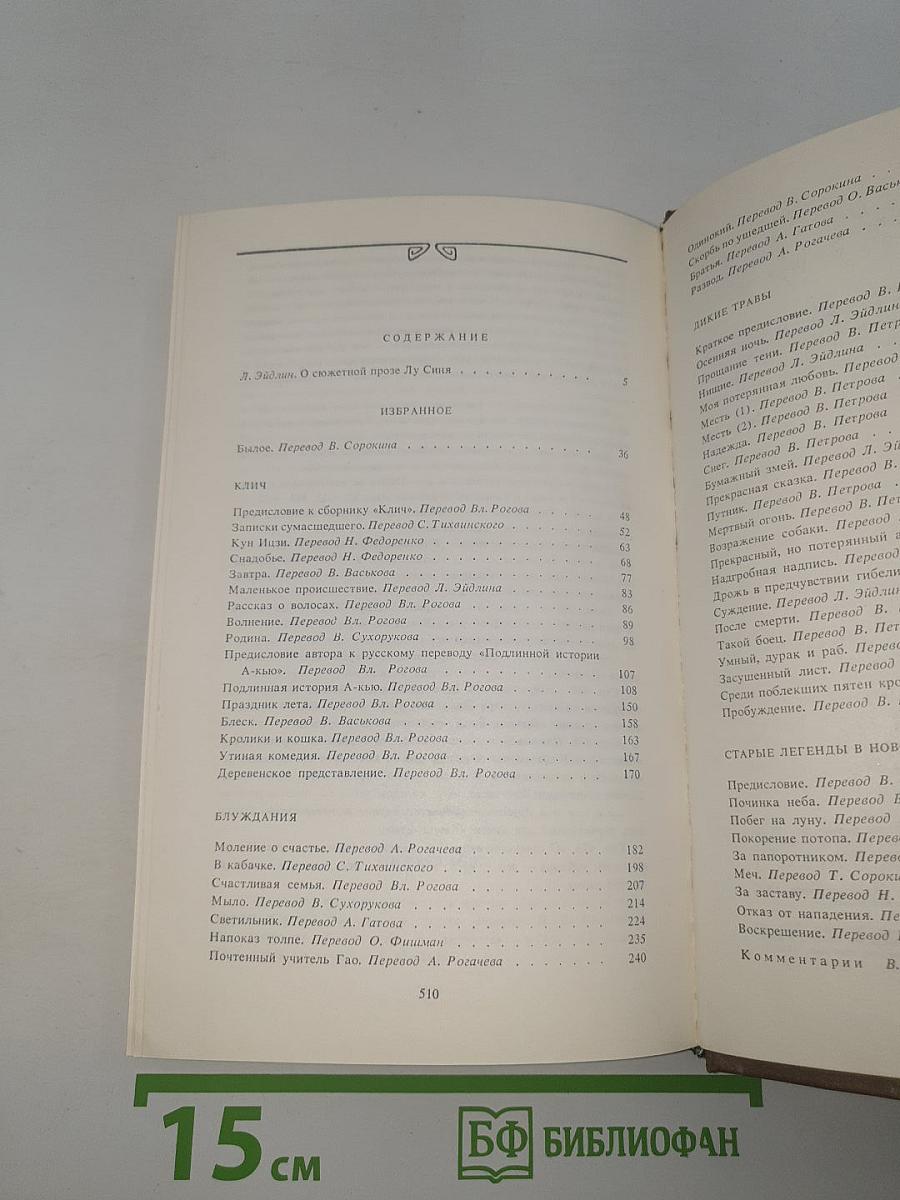 СОДЕРЖАНИЕ
Л. Эйдлин. О сюжетной прозе Лу Синя . . . . . . . . . . . 5
ИЗБРАННОЕ
Былое. Перевод В. Сорокина . . . . . . . . . . . . . . 36
КЛИЧ
Предисловие к сборнику «Клич». Перевод Вл. Рогова . . . . . 48
Записки сумасшедшего. Перевод С. Тихвинского . . . . . . . 52
Кун Ицзи. Перевод Н. Федоренко . . . . . . . . . . . . 63
Снадобье. Перевод Н. Федоренко . . . . . . . . . . . . 68
Завтра. Перевод В. Васькова . . . . . . . . . . . . . 77
Маленькое происшествие. Перевод Л. Эйдлина . . . . . . . 83
Рассказ о волосах. Перевод Вл. Рогова . . . . . . . . . 86
Волнение. Перевод Вл. Рогова . . . . . . . . . . . . 89
Родина. Перевод В. Сухорукова . . . . . . . . . . . . 98
Предисловие автора к русскому переводу «Подлинной истории
А-кью». Перевод Вл. Рогова . . . . . . . . . . . 107
Подлинная история А-кью. Перевод Вл. Рогова . . . . . . . 108
Праздник лета. Перевод Вл. Рогова . . . . . . . . . . 150
Блеск. Перевод В. Васькова . . . . . . . . . . . . . 158
Кролики и кошка. Перевод Вл. Рогова . . . . . . . . . . 163
Утиная комедия. Перевод Вл. Рогова . . . . . . . . . . 167
Деревенское представление. Перевод Вл. Рогова . . . . . . 170
БЛУЖДАНИЯ
Моление о счастье. Перевод А. Рогачева . . . . . . . . . 182
В кабачке. Перевод С. Тихвинского . . . . . . . . . . . 198
Счастливая семья. Перевод Вл. Рогова . . . . . . . . . 207
Мыло. Перевод В. Сухорукова . . . . . . . . . . . . . 214
Светильник. Перевод А. Гатова . . . . . . . . . . . . 224
Напоказ толпе. Перевод О. Фишман . . . . . . . . . . 235
Почтенный учитель Гао. Перевод А. Рогачева . . . . . . . 240
510
Одинокий. Перевод В. Сорокина . . .
Скорбь по ушедшей. Перевод О. Васьк
Братья. Перевод А. Гатова . . . .
Развод. Перевод А. Рогачева . . . .
ДИКИЕ ТРАВЫ
Краткое предисловие. Перевод В.
Осенняя ночь. Перевод Л. Эйдлин
Прощание тени. Перевод В. Петр
Нищие. Перевод Л. Эйдлина . . .
Моя потерянная любовь. Перевод
Месть (1). Перевод В. Петрова .
Месть (2). Перевод В. Петрова
Надежда. Перевод В. Петрова
Снег. Перевод В. Петрова . . .
Бумажный змей. Перевод Л. Эй
Прекрасная сказка. Перевод В.
Путник. Перевод В. Петрова .
Мертвый огонь. Перевод В. Пет
Возражение собаки. Перевод
Прекрасный, но потерянный а
Надгробная надпись. Перевод
Дрожь в предчувствии гибели
Суждение. Перевод Л. Эйдлин
После смерти. Перевод В.
Такой боец. Перевод В. Пет
Умный, дурак и раб. Перево
Засушенный лист. Перевод
Среди поблекших пятен кро
Пробуждение. Перевод В.
СТАРЫЕ ЛЕГЕНДЫ В НОВ
Предисловие. Перевод В.
Починка неба. Перевод
Побег на луну. Перевод
Покорение потопа. Перев
За папоротником. Перев
Меч. Перевод Т. Сороки
За заставу. Перевод Н.
Отказ от нападения. Пе
Воскрешение. Перевод
Комментарии В.
15 см
БФ БИБЛИОФАН